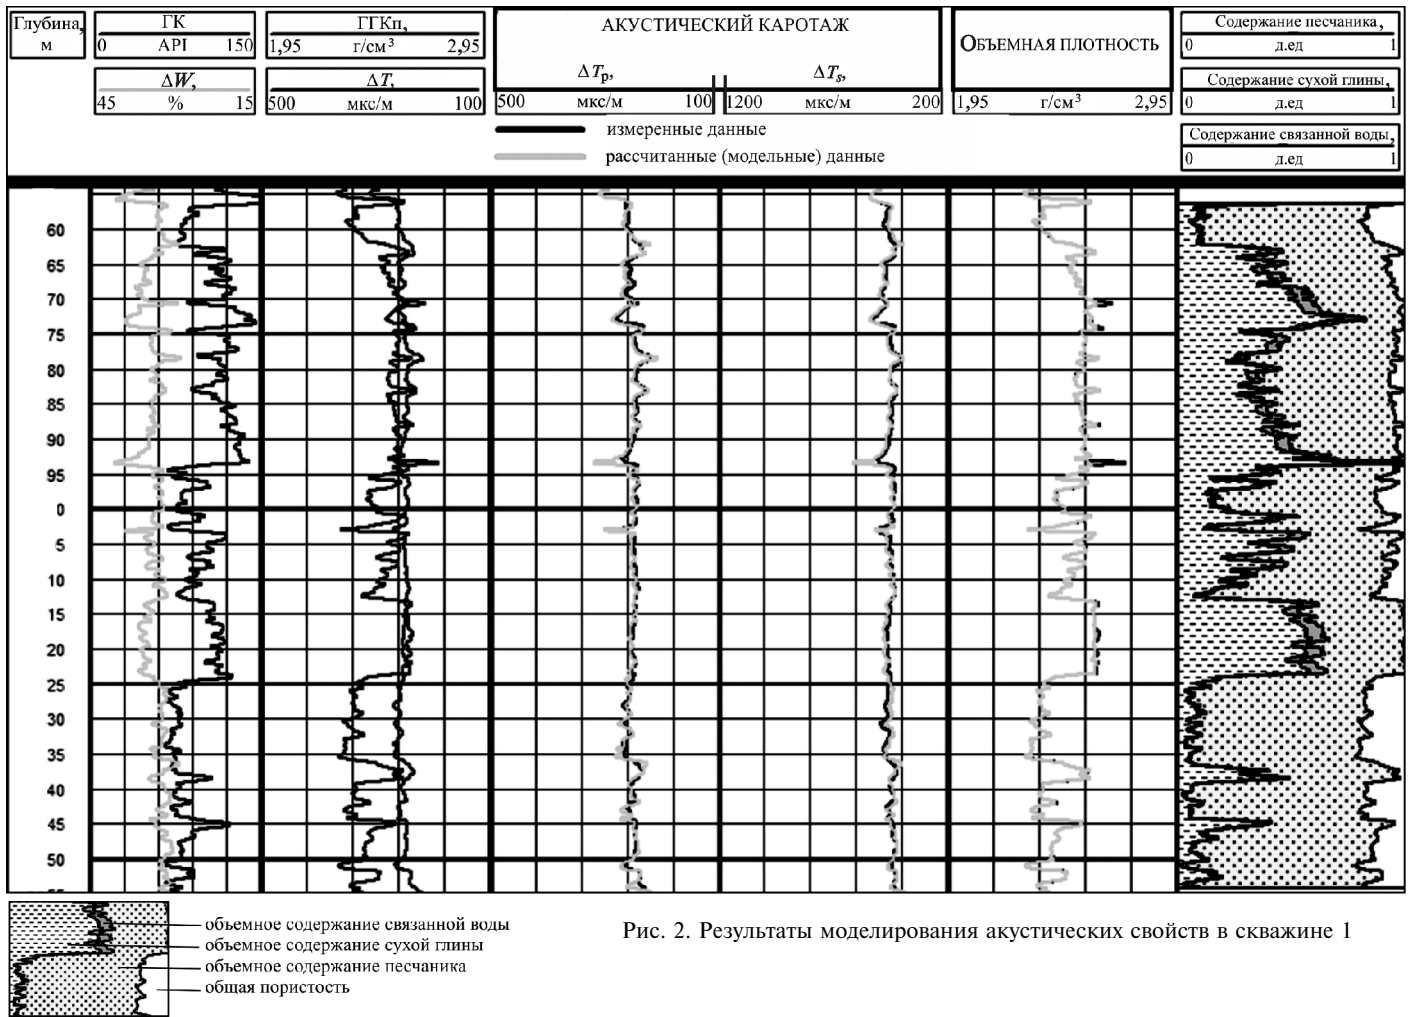 Глубина,
м
ГК
0 API 150
ΔW,
45 % 15
ГГКп,
1,95 г/см³ 2,95
ΔT,
500 мкс/м 100
АКУСТИЧЕСКИЙ КАРОТАЖ
ΔTp,
500 мкс/м 100
ΔTs,
1200 мкс/м 200
ОБЪЕМНАЯ ПЛОТНОСТЬ
1,95 г/см³ 2,95
Содержание песчаника,
0 д.ед 1
Содержание сухой глины,
0 д.ед 1
Содержание связанной воды,
0 д.ед 1
измеренные данные
рассчитанные (модельные) данные
60
65
70
75
80
85
90
95
0
5
10
15
20
25
30
35
40
45
50
объемное содержание связанной воды
объемное содержание сухой глины
объемное содержание песчаника
общая пористость
Рис. 2. Результаты моделирования акустических свойств в скважине 1